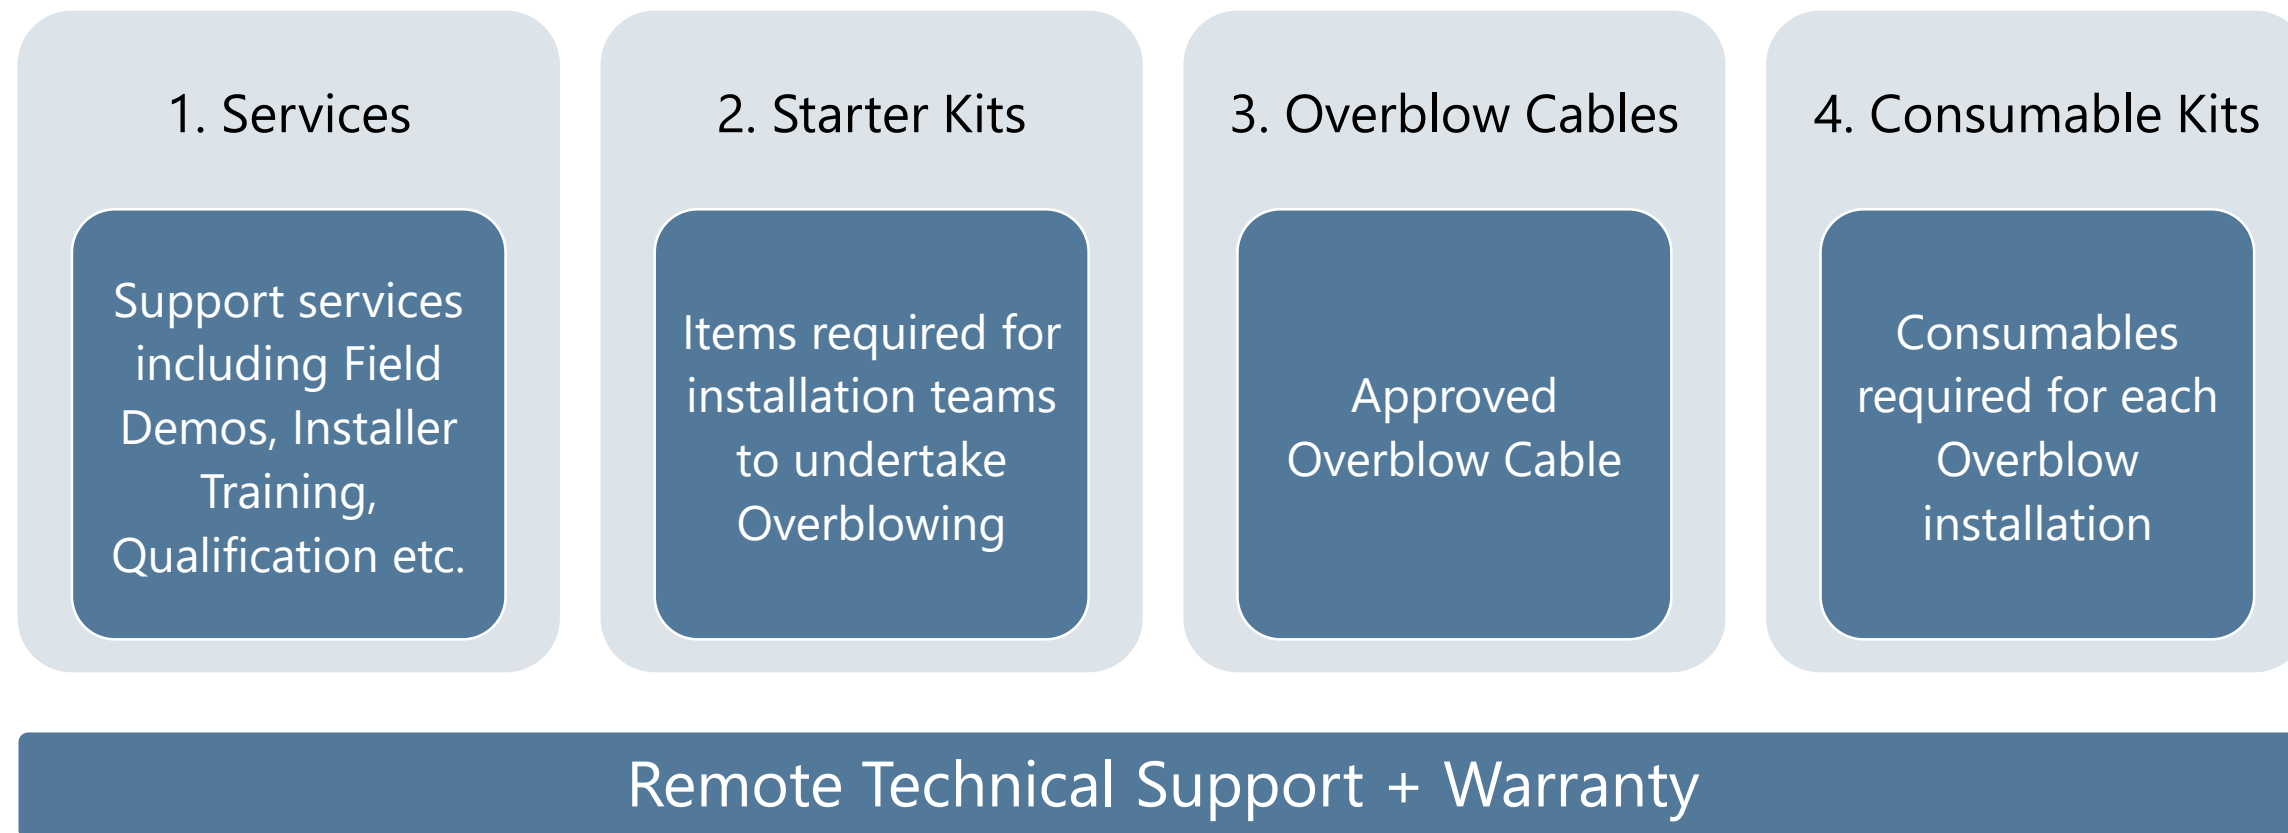 1. Services
Support services
including Field
Demos, Installer
Training,
Qualification etc.
2. Starter Kits
Items required for
installation teams
to undertake
Overblowing
3. Overblow Cables
Approved
Overblow Cable
4. Consumable Kits
Consumables
required for each
Overblow
installation
Remote Technical Support + Warranty